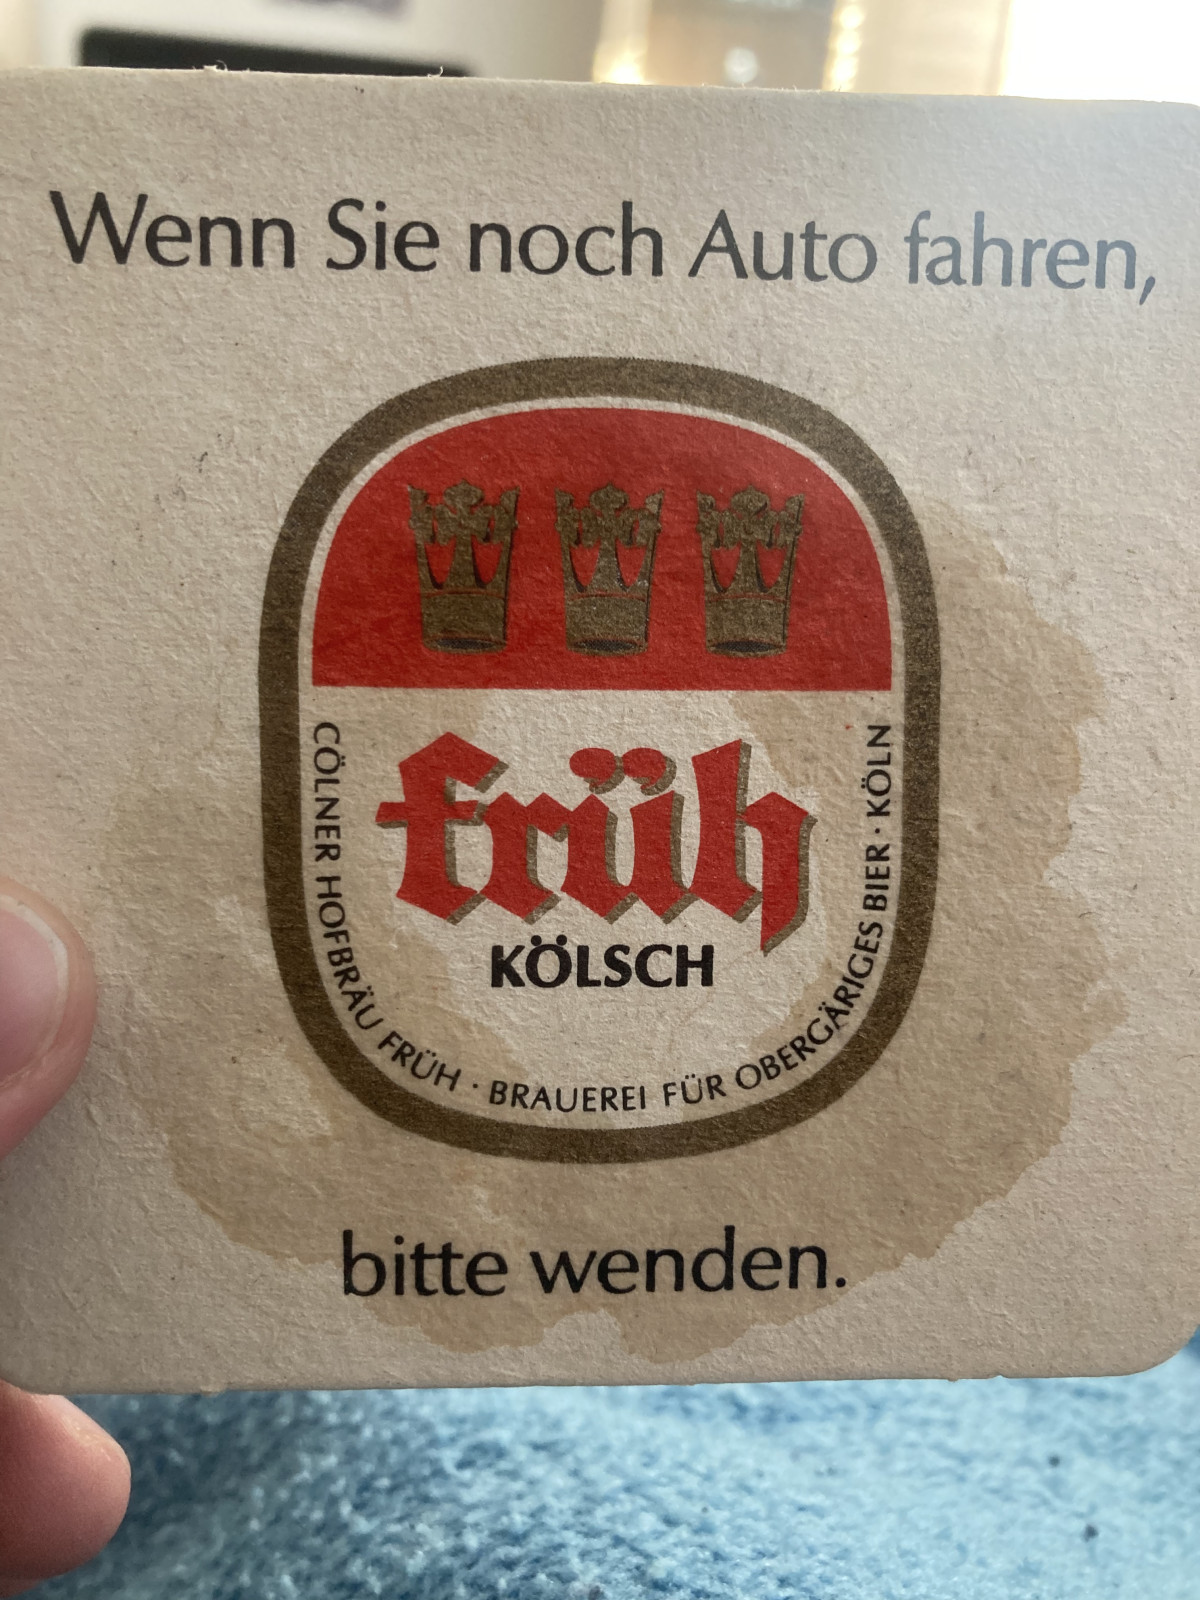 Wenn Sie noch Auto fahren,
früh
KÖLSCH
CÖLNER HOFBRÄU FRÜH · BRAUEREI FÜR OBERGÄRIGES BIER · KÖLN
bitte wenden.